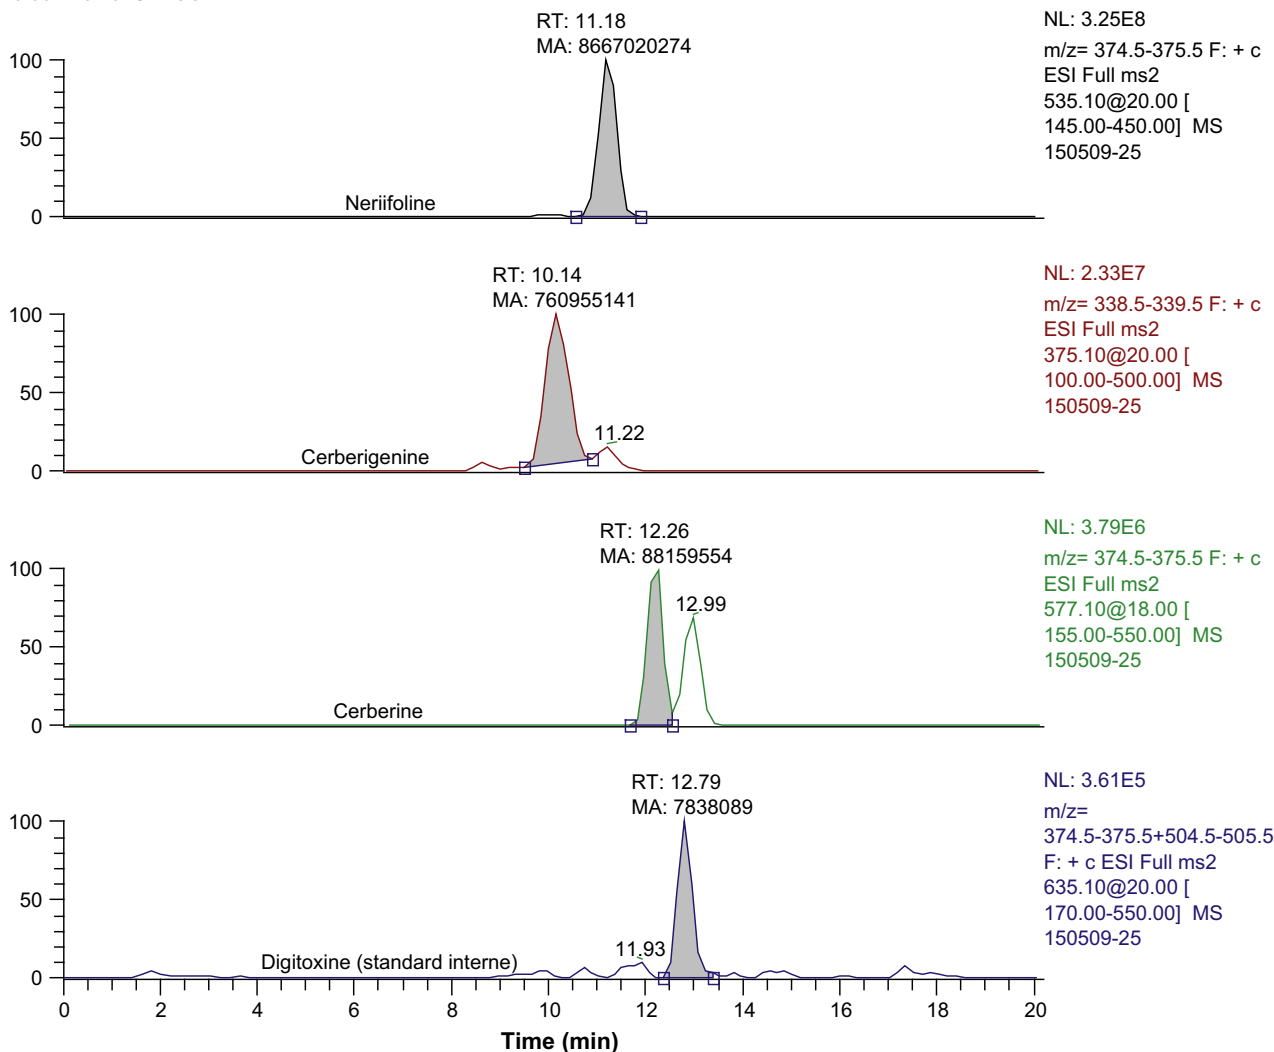 RT: 11.18
MA: 8667020274
100
50
0
Neriifoline
NL: 3.25E8
m/z= 374.5-375.5 F: + c
ESI Full ms2
535.10@20.00 [
145.00-450.00] MS
150509-25
RT: 10.14
MA: 760955141
100
50
0
11.22
Cerberigenine
NL: 2.33E7
m/z= 338.5-339.5 F: + c
ESI Full ms2
375.10@20.00 [
100.00-500.00] MS
150509-25
RT: 12.26
MA: 88159554
100
50
0
12.99
Cerberine
NL: 3.79E6
m/z= 374.5-375.5 F: + c
ESI Full ms2
577.10@18.00 [
155.00-550.00] MS
150509-25
RT: 12.79
MA: 7838089
100
50
0
11.93
Digitoxine (standard interne)
NL: 3.61E5
m/z=
374.5-375.5+504.5-505.5
F: + c ESI Full ms2
635.10@20.00 [
170.00-550.00] MS
150509-25
0 2 4 6 8 10 12 14 16 18 20
Time (min)